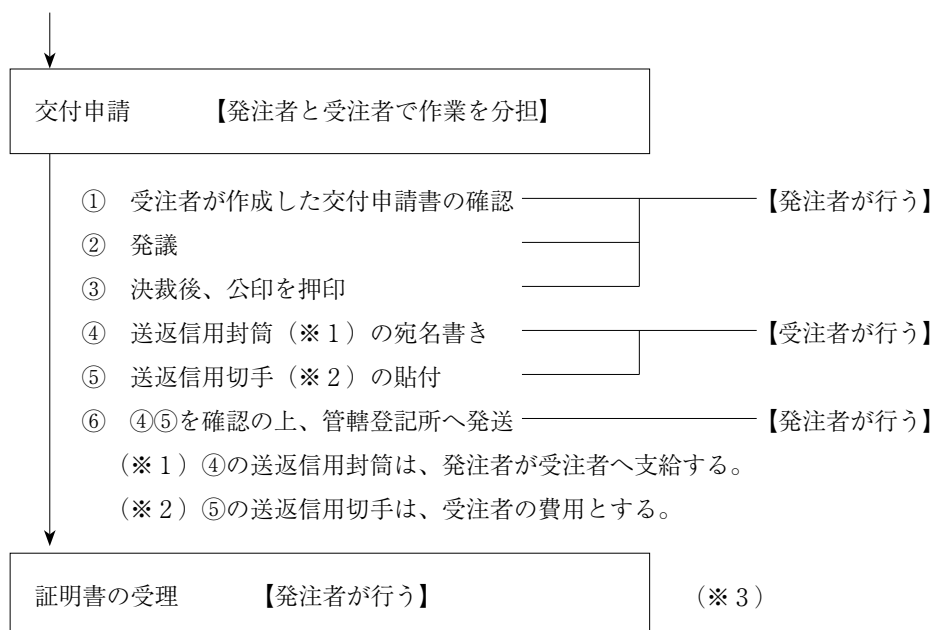 交付申請　　　【発注者と受注者で作業を分担】
①　受注者が作成した交付申請書の確認　【発注者が行う】
②　発議
③　決裁後、公印を押印
④　送返信用封筒（※１）の宛名書き　【受注者が行う】
⑤　送返信用切手（※２）の貼付
⑥　④⑤を確認の上、管轄登記所へ発送　【発注者が行う】
（※１）④の送返信用封筒は、発注者が受注者へ支給する。
（※２）⑤の送返信用切手は、受注者の費用とする。
証明書の受理　　　【発注者が行う】　（※３）